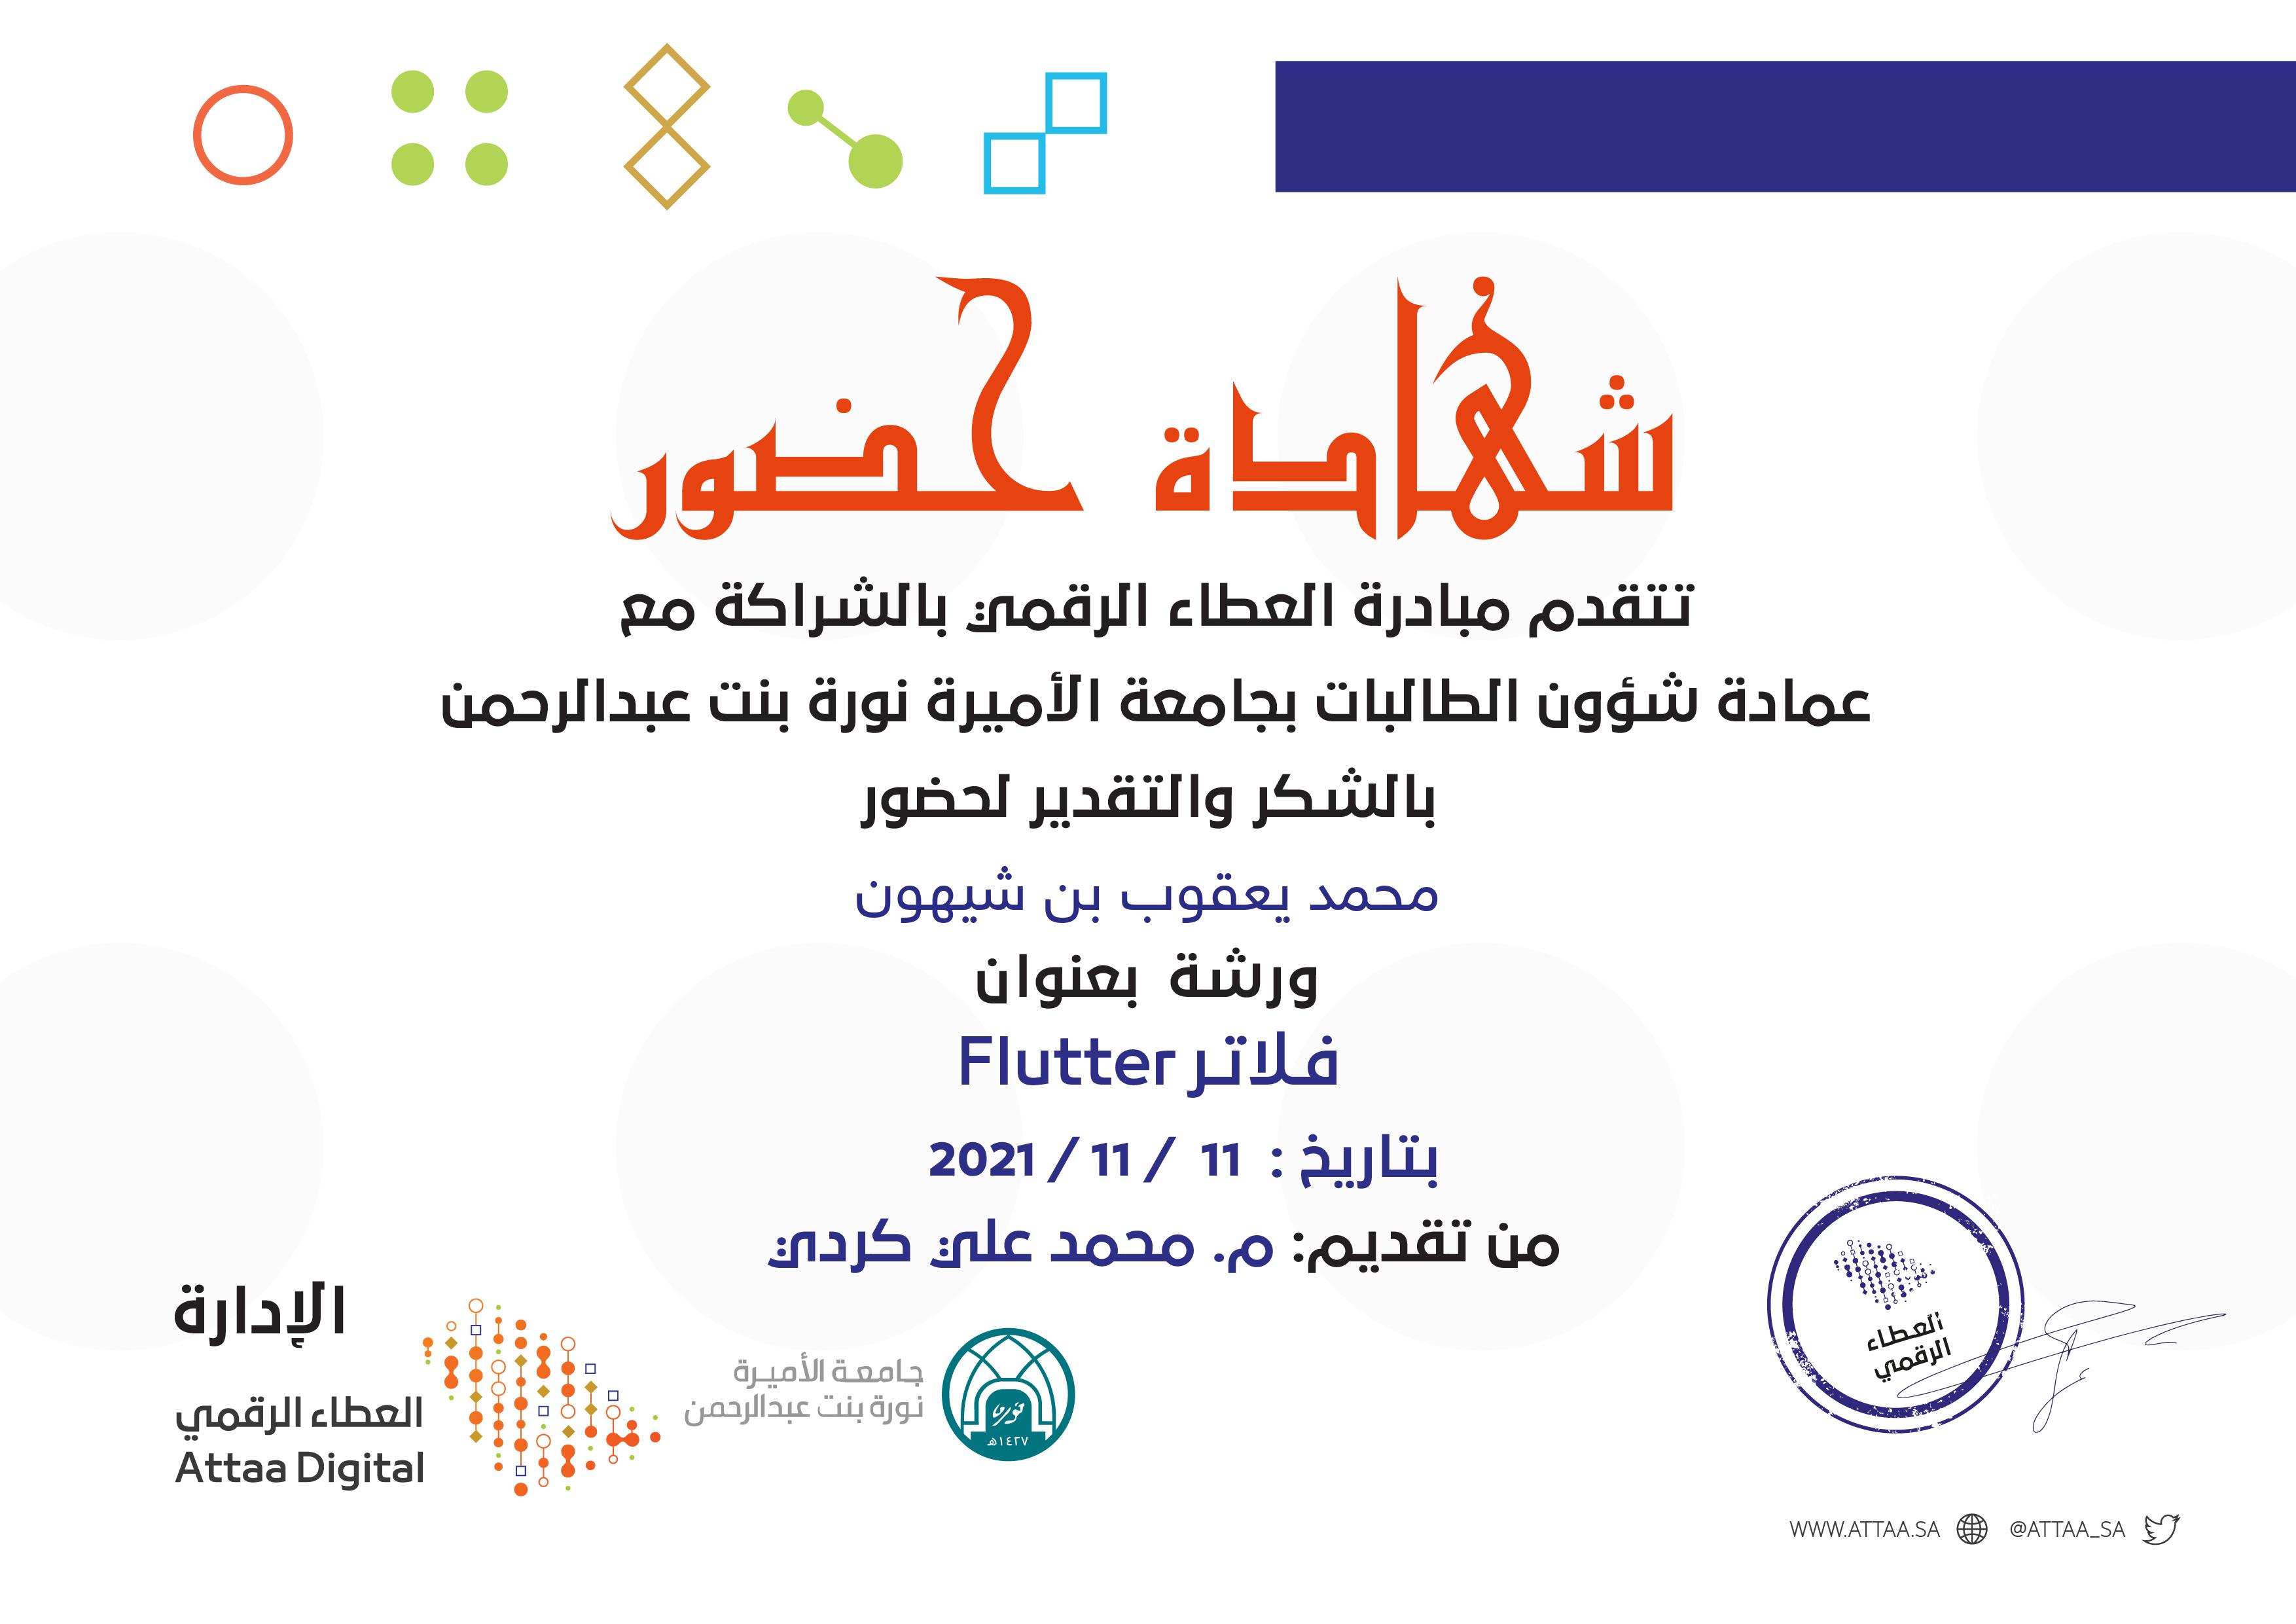 شهادة حضور
تتقدم مبادرة العطاء الرقمي بالشراكة مع
عمادة شؤون الطالبات بجامعة الأميرة نورة بنت عبدالرحمن
بالشكر والتقدير لحضور
محمد يعقوب بن شيهون
ورشة بعنوان
فلاتر Flutter
بتاريخ : 11 / 11 / 2021
من تقديم: م. محمد علي كردي
العطاء
الرقمي
جامعة الأميرة
نورة بنت عبدالرحمن
نورة
١٤٢٧هـ
الإدارة
العطاء الرقمي
Attaa Digital
WWW.ATTAA.SA @ATTAA_SA